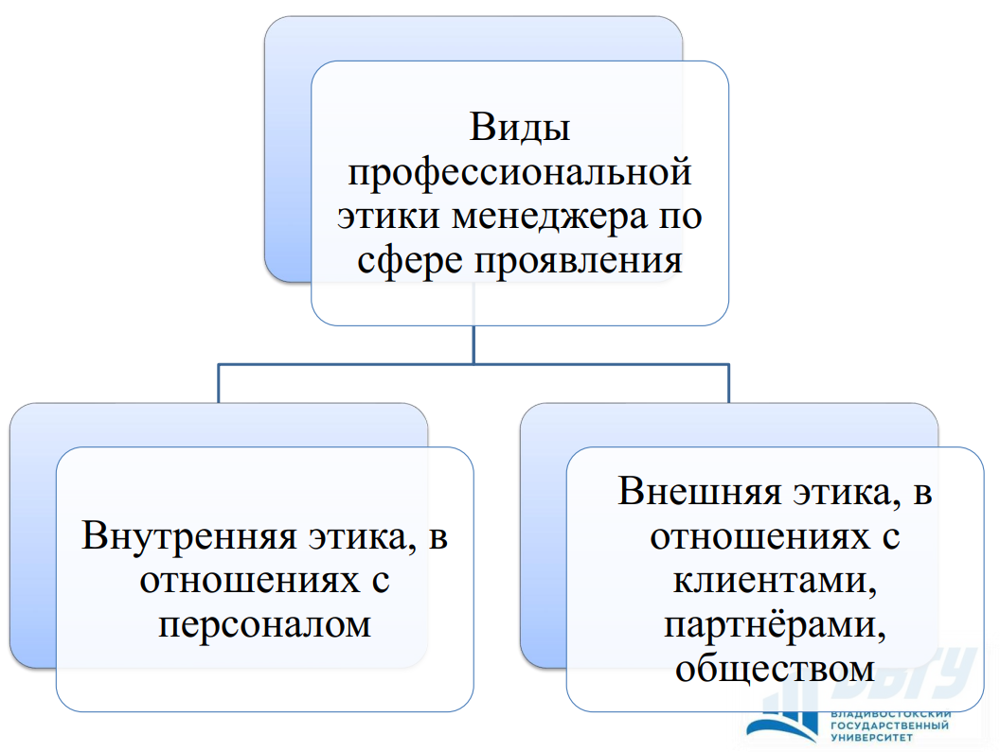 Виды
профессиональной
этики менеджера по
сфере проявления
Внутренняя этика, в
отношениях с
персоналом
Внешняя этика, в
отношениях с
клиентами,
партнёрами,
обществом
ВВГУ
ВЛАДИВОСТОКСКИЙ
ГОСУДАРСТВЕННЫЙ
УНИВЕРСИТЕТ